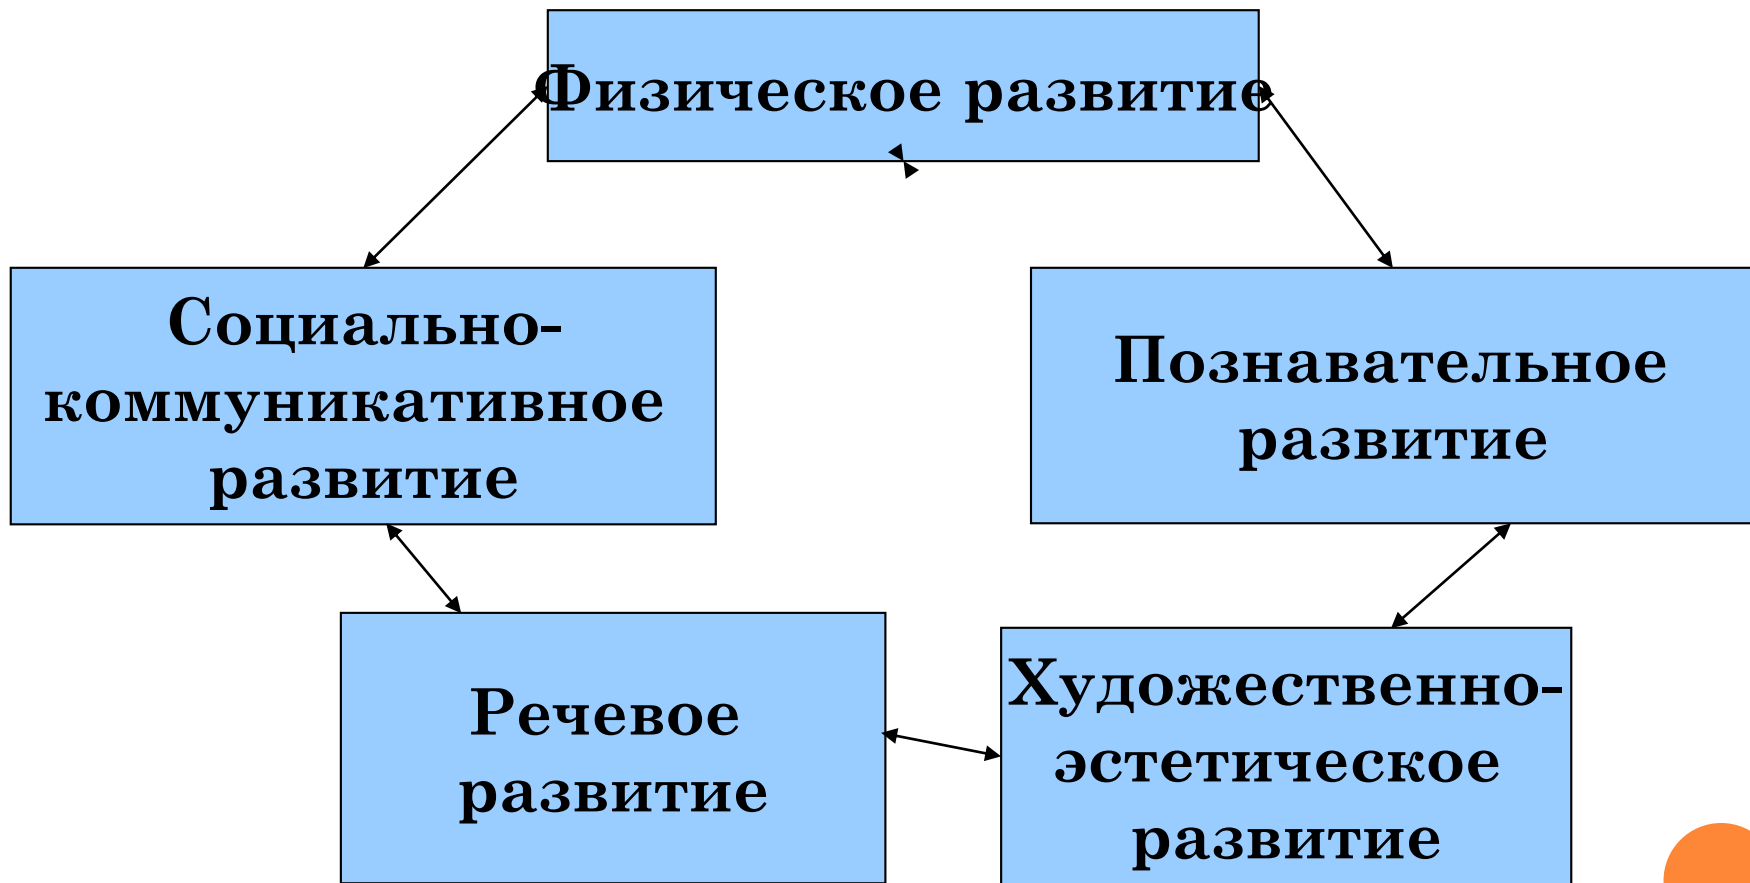 Физическое развитие
Социально-
коммуникативное
развитие
Познавательное
развитие
Речевое
развитие
Художественно-
эстетическое
развитие